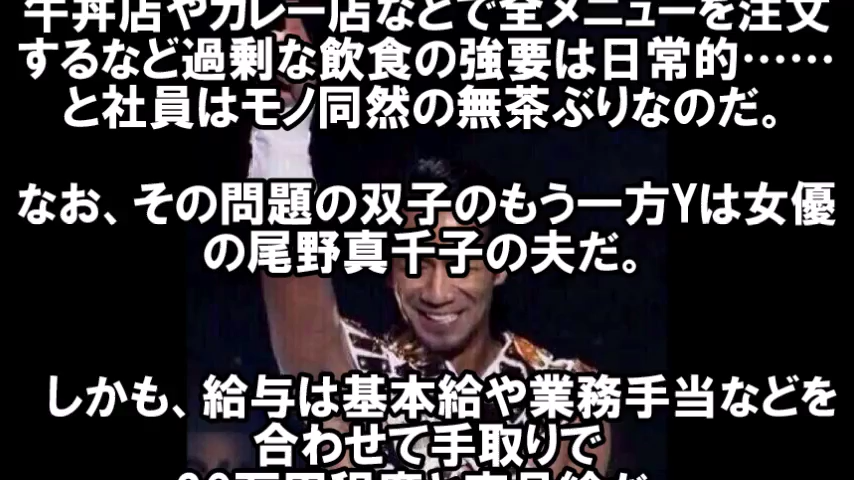 牛丼店やカレー店などで全メニューを注文
するなど過剰な飲食の強要は日常的……
と社員はモノ同然の無茶ぶりなのだ。
なお、その問題の双子のもう一方Yは女優
の尾野真千子の夫だ。
しかも、給与は基本給や業務手当などを
合わせて手取りで